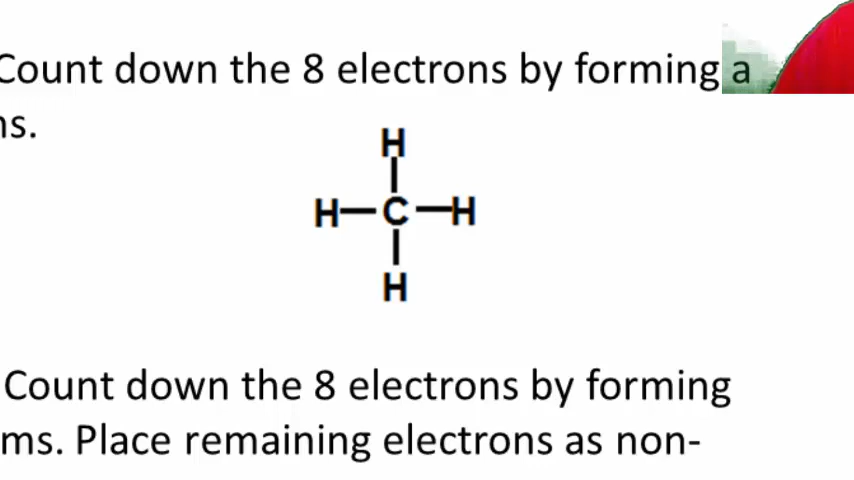 Count down the 8 electrons by forming a
ns.
H
H C H
H
Count down the 8 electrons by forming
ms. Place remaining electrons as non-